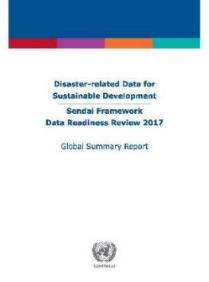 Disaster-related Data for
Sustainable Development
Sendai Framework
Data Readiness Review 2017
Global Summary Report